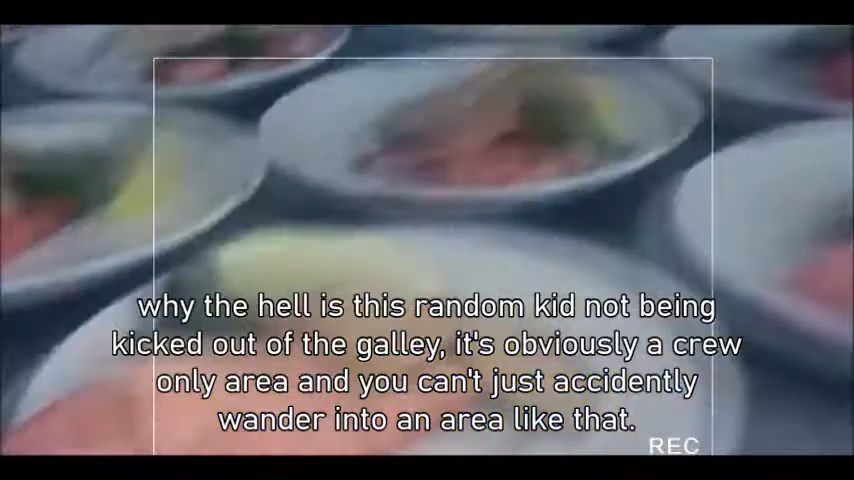 why the hell is this random kid not being
kicked out of the galley, it's obviously a crew
only area and you can't just accidently
wander into an area like that.
REC